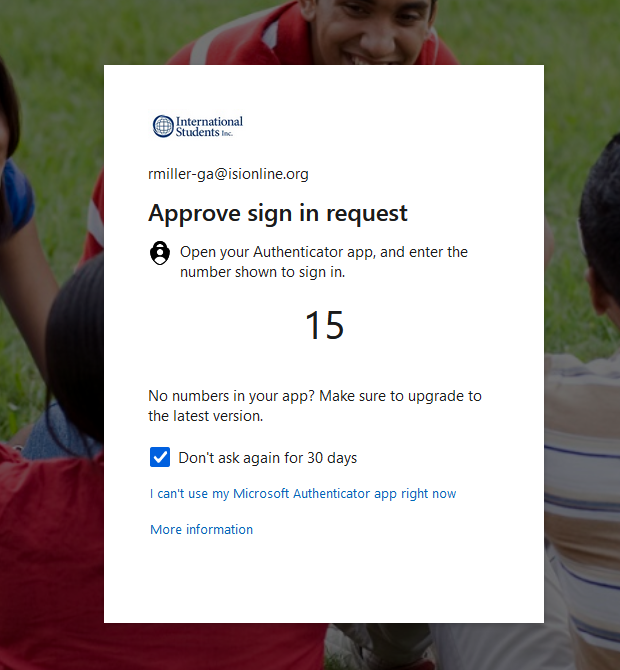 International
Students Inc.
rmiller-ga@isionline.org
Approve sign in request
Open your Authenticator app, and enter the
number shown to sign in.
15
No numbers in your app? Make sure to upgrade to
the latest version.
Don't ask again for 30 days
I can't use my Microsoft Authenticator app right now
More information